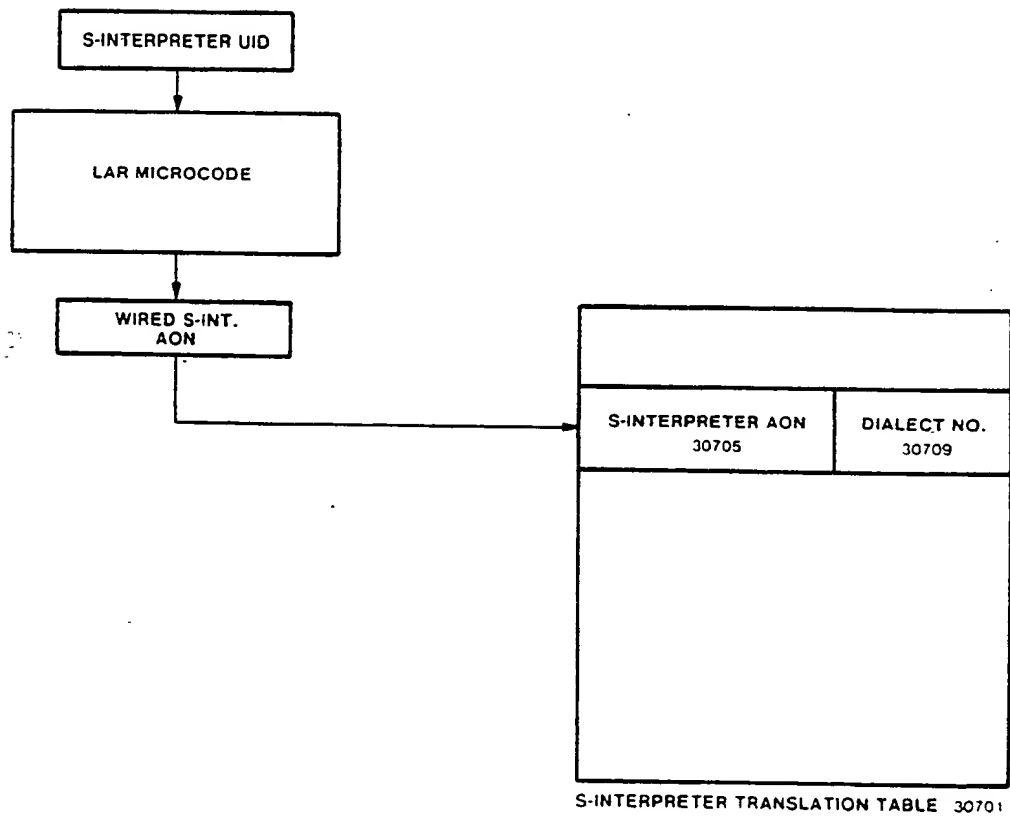 S-INTERPRETER UID
LAR MICROCODE
WIRED S-INT.
AON
S-INTERPRETER AON
30705
DIALECT NO.
30709
S-INTERPRETER TRANSLATION TABLE 30701